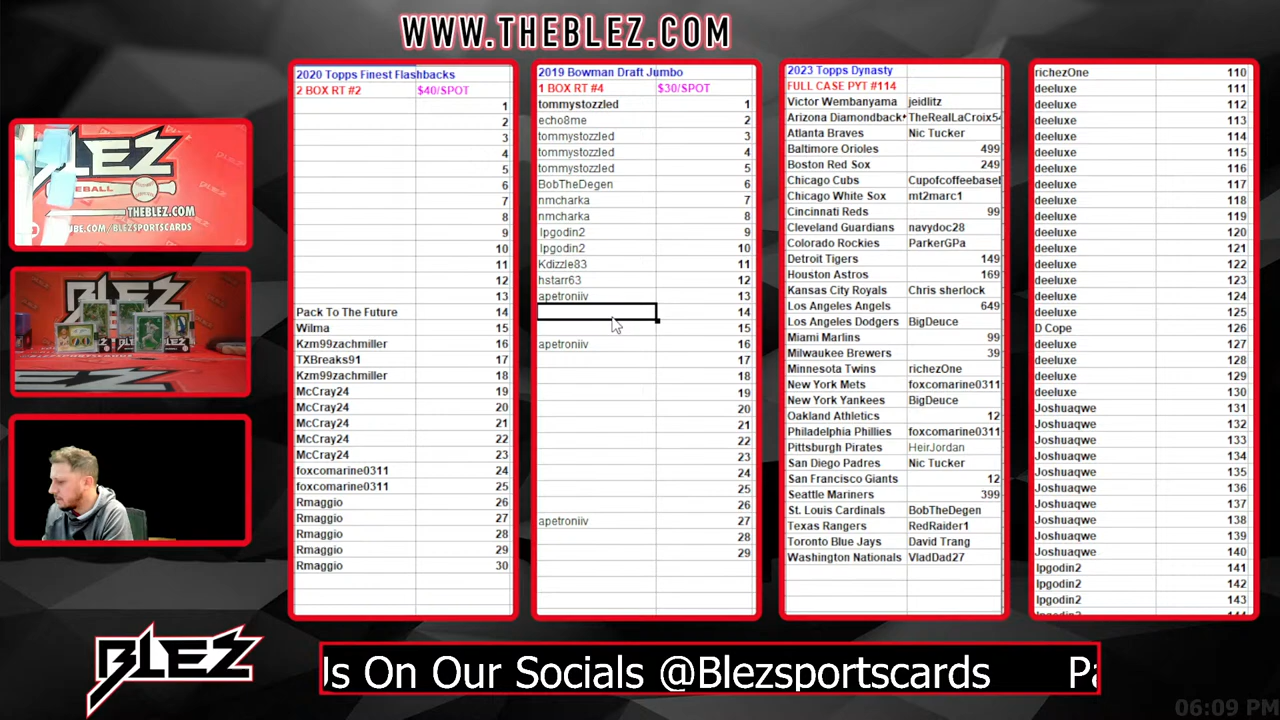 WWW.THEBLEZ.COM
BLEZ
BASEBALL
THEBLEZ.COM
2020 Topps Finest Flashbacks
2 BOX RT #2 $40/SPOT
1
2
3
4
5
6
7
8
9
10
11
12
13
Pack To The Future 14
Wilma 15
Kzm99zachmiller 16
TXBreaks91 17
Kzm99zachmiller 18
McCray24 19
McCray24 20
McCray24 21
McCray24 22
McCray24 23
foxcomarine0311 24
foxcomarine0311 25
Rmaggio 26
Rmaggio 27
Rmaggio 28
Rmaggio 29
Rmaggio 30
2019 Bowman Draft Jumbo
1 BOX RT #4 $30/SPOT
tommystozzled 1
echo8me 2
tommystozzled 3
tommystozzled 4
tommystozzled 5
BobTheDegen 6
nmcharka 7
nmcharka 8
lpgodin2 9
lpgodin2 10
Kdizzle83 11
hstarr63 12
apetroniiv 13
14
15
apetroniiv 16
17
18
19
20
21
22
23
24
25
26
apetroniiv 27
28
29
2023 Topps Dynasty
FULL CASE PYT #114
Victor Wembanyama jeidlitz
Arizona Diamondback TheRealLaCroix54
Atlanta Braves Nic Tucker
Baltimore Orioles 499
Boston Red Sox 249
Chicago Cubs Cupofcoffeebaseb
Chicago White Sox mt2marc1
Cincinnati Reds 99
Cleveland Guardians navydoc28
Colorado Rockies ParkerGPa
Detroit Tigers 149
Houston Astros 169
Kansas City Royals Chris sherlock
Los Angeles Angels 649
Los Angeles Dodgers BigDeuce
Miami Marlins 99
Milwaukee Brewers 39
Minnesota Twins richezOne
New York Mets foxcomarine0311
New York Yankees BigDeuce
Oakland Athletics 12
Philadelphia Phillies foxcomarine0311
Pittsburgh Pirates HeirJordan
San Diego Padres Nic Tucker
San Francisco Giants 12
Seattle Mariners 399
St. Louis Cardinals BobTheDegen
Texas Rangers RedRaider1
Toronto Blue Jays David Trang
Washington Nationals VladDad27
richezOne 110
deeluxe 111
deeluxe 112
deeluxe 113
deeluxe 114
deeluxe 115
deeluxe 116
deeluxe 117
deeluxe 118
deeluxe 119
deeluxe 120
deeluxe 121
deeluxe 122
deeluxe 123
deeluxe 124
deeluxe 125
D Cope 126
deeluxe 127
deeluxe 128
deeluxe 129
deeluxe 130
Joshuaqwe 131
Joshuaqwe 132
Joshuaqwe 133
Joshuaqwe 134
Joshuaqwe 135
Joshuaqwe 136
Joshuaqwe 137
Joshuaqwe 138
Joshuaqwe 139
Joshuaqwe 140
lpgodin2 141
lpgodin2 142
lpgodin2 143
BLEZ
Us On Our Socials @Blezsportscards Pa
06:09 PM